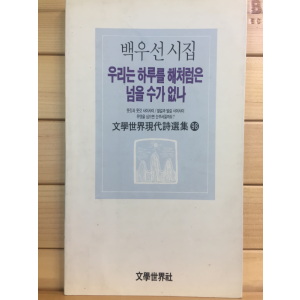 백우선 시집
우리는 하루를 해처럼은
넘을 수가 없나
文學世界現代詩選集
文學世界社